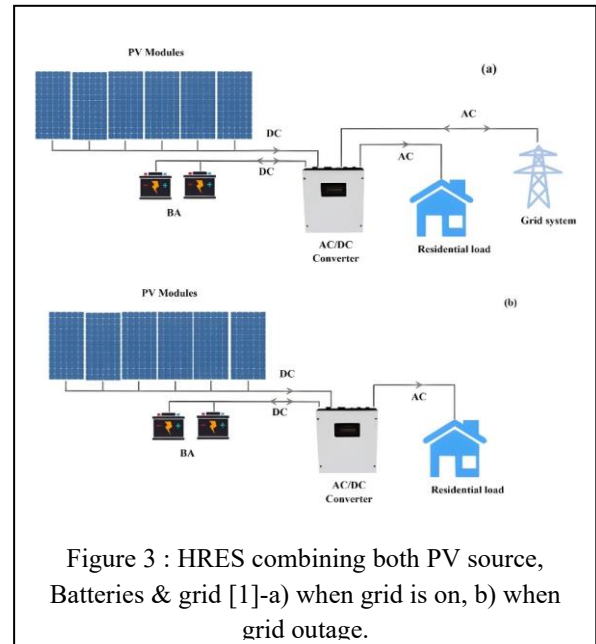 PV Modules
(a)
AC
DC
AC
DC
BA
AC/DC
Converter
Residential load
Grid system
PV Modules
(b)
DC
AC
DC
BA
AC/DC
Converter
Residential load
Figure 3 : HRES combining both PV source,
Batteries & grid [1]-a) when grid is on, b) when
grid outage.